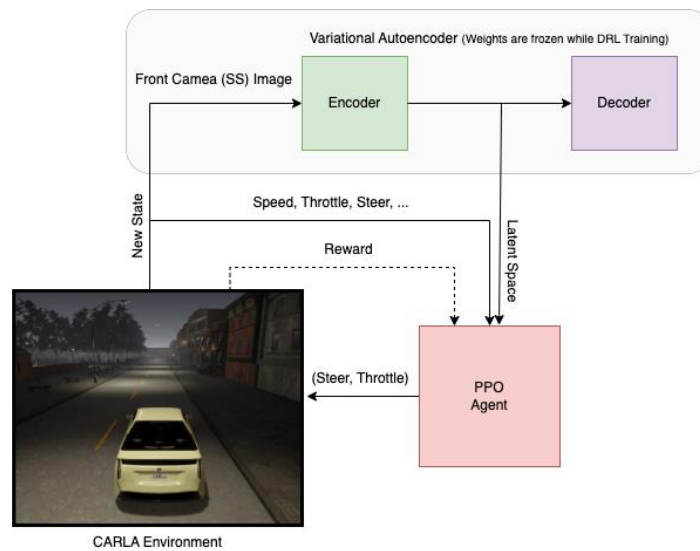 Variational Autoencoder (Weights are frozen while DRL Training)
Front Camea (SS) Image
Encoder
Decoder
New State
Speed, Throttle, Steer, ...
Latent Space
Reward
(Steer, Throttle)
PPO
Agent
CARLA Environment